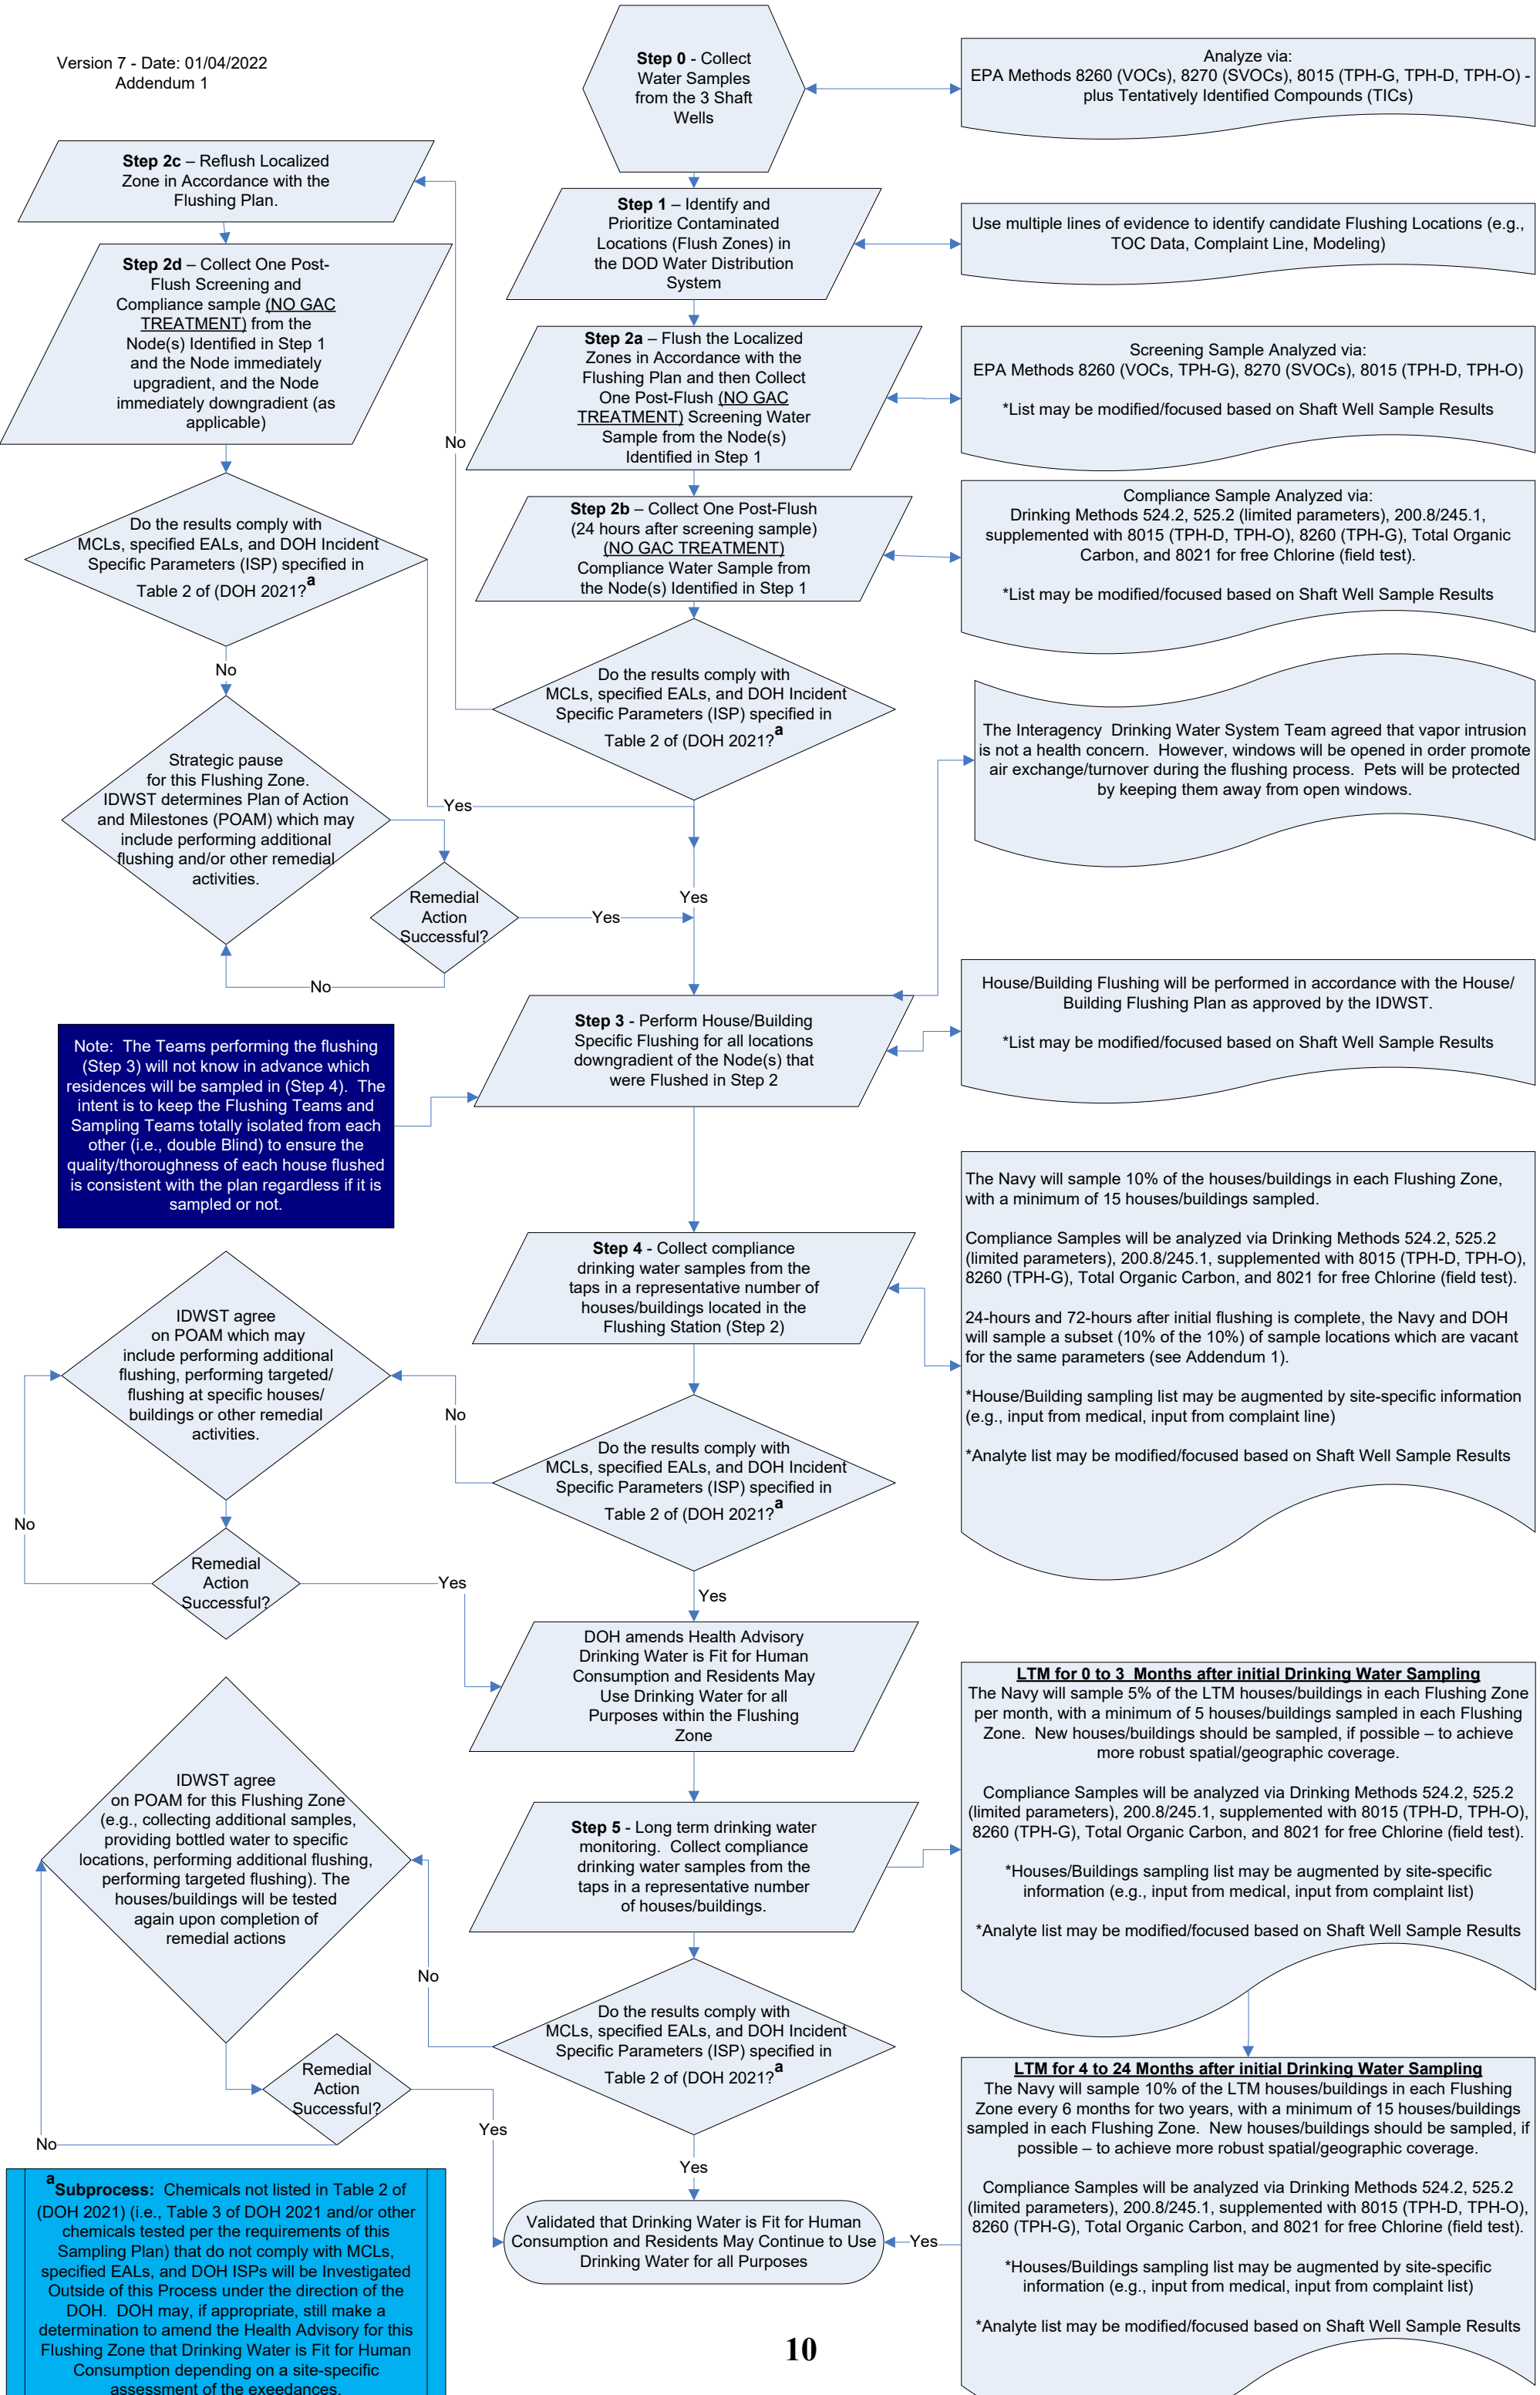 Version 7 - Date: 01/04/2022
Addendum 1
Step 0 - Collect
Water Samples
from the 3 Shaft
Wells
Analyze via:
EPA Methods 8260 (VOCs), 8270 (SVOCs), 8015 (TPH-G, TPH-D, TPH-O) -
plus Tentatively Identified Compounds (TICs)
Step 1 – Identify and
Prioritize Contaminated
Locations (Flush Zones) in
the DOD Water Distribution
System
Use multiple lines of evidence to identify candidate Flushing Locations (e.g.,
TOC Data, Complaint Line, Modeling)
Step 2a – Flush the Localized
Zones in Accordance with the
Flushing Plan and then Collect
One Post-Flush (NO GAC
TREATMENT) Screening Water
Sample from the Node(s)
Identified in Step 1
Screening Sample Analyzed via:
EPA Methods 8260 (VOCs, TPH-G), 8270 (SVOCs), 8015 (TPH-D, TPH-O)
*List may be modified/focused based on Shaft Well Sample Results
Step 2b – Collect One Post-Flush
(24 hours after screening sample)
(NO GAC TREATMENT)
Compliance Water Sample from
the Node(s) Identified in Step 1
Compliance Sample Analyzed via:
Drinking Methods 524.2, 525.2 (limited parameters), 200.8/245.1,
supplemented with 8015 (TPH-D, TPH-O), 8260 (TPH-G), Total Organic
Carbon, and 8021 for free Chlorine (field test).
*List may be modified/focused based on Shaft Well Sample Results
Do the results comply with
MCLs, specified EALs, and DOH Incident
Specific Parameters (ISP) specified in
Table 2 of (DOH 2021?a
No
Step 2c – Reflush Localized
Zone in Accordance with the
Flushing Plan.
Step 2d – Collect One Post-
Flush Screening and
Compliance sample (NO GAC
TREATMENT) from the
Node(s) Identified in Step 1
and the Node immediately
upgradient, and the Node
immediately downgradient (as
applicable)
Do the results comply with
MCLs, specified EALs, and DOH Incident
Specific Parameters (ISP) specified in
Table 2 of (DOH 2021?a
No
Yes
Strategic pause
for this Flushing Zone.
IDWST determines Plan of Action
and Milestones (POAM) which may
include performing additional
flushing and/or other remedial
activities.
Remedial
Action
Successful?
Yes
No
Yes
The Interagency Drinking Water System Team agreed that vapor intrusion
is not a health concern. However, windows will be opened in order promote
air exchange/turnover during the flushing process. Pets will be protected
by keeping them away from open windows.
Step 3 - Perform House/Building
Specific Flushing for all locations
downgradient of the Node(s) that
were Flushed in Step 2
House/Building Flushing will be performed in accordance with the House/
Building Flushing Plan as approved by the IDWST.
*List may be modified/focused based on Shaft Well Sample Results
Note: The Teams performing the flushing
(Step 3) will not know in advance which
residences will be sampled in (Step 4). The
intent is to keep the Flushing Teams and
Sampling Teams totally isolated from each
other (i.e., double Blind) to ensure the
quality/thoroughness of each house flushed
is consistent with the plan regardless if it is
sampled or not.
Step 4 - Collect compliance
drinking water samples from the
taps in a representative number of
houses/buildings located in the
Flushing Station (Step 2)
The Navy will sample 10% of the houses/buildings in each Flushing Zone,
with a minimum of 15 houses/buildings sampled.
Compliance Samples will be analyzed via Drinking Methods 524.2, 525.2
(limited parameters), 200.8/245.1, supplemented with 8015 (TPH-D, TPH-O),
8260 (TPH-G), Total Organic Carbon, and 8021 for free Chlorine (field test).
24-hours and 72-hours after initial flushing is complete, the Navy and DOH
will sample a subset (10% of the 10%) of sample locations which are vacant
for the same parameters (see Addendum 1).
*House/Building sampling list may be augmented by site-specific information
(e.g., input from medical, input from complaint line)
*Analyte list may be modified/focused based on Shaft Well Sample Results
Do the results comply with
MCLs, specified EALs, and DOH Incident
Specific Parameters (ISP) specified in
Table 2 of (DOH 2021?a
No
IDWST agree
on POAM which may
include performing additional
flushing, performing targeted/
flushing at specific houses/
buildings or other remedial
activities.
No
Remedial
Action
Successful?
Yes
Yes
DOH amends Health Advisory
Drinking Water is Fit for Human
Consumption and Residents May
Use Drinking Water for all
Purposes within the Flushing
Zone
Step 5 - Long term drinking water
monitoring. Collect compliance
drinking water samples from the
taps in a representative number
of houses/buildings.
LTM for 0 to 3 Months after initial Drinking Water Sampling
The Navy will sample 5% of the LTM houses/buildings in each Flushing Zone
per month, with a minimum of 5 houses/buildings sampled in each Flushing
Zone. New houses/buildings should be sampled, if possible – to achieve
more robust spatial/geographic coverage.
Compliance Samples will be analyzed via Drinking Methods 524.2, 525.2
(limited parameters), 200.8/245.1, supplemented with 8015 (TPH-D, TPH-O),
8260 (TPH-G), Total Organic Carbon, and 8021 for free Chlorine (field test).
*Houses/Buildings sampling list may be augmented by site-specific
information (e.g., input from medical, input from complaint list)
*Analyte list may be modified/focused based on Shaft Well Sample Results
Do the results comply with
MCLs, specified EALs, and DOH Incident
Specific Parameters (ISP) specified in
Table 2 of (DOH 2021?a
No
IDWST agree
on POAM for this Flushing Zone
(e.g., collecting additional samples,
providing bottled water to specific
locations, performing additional flushing,
performing targeted flushing). The
houses/buildings will be tested
again upon completion of
remedial actions
Remedial
Action
Successful?
No
Yes
Yes
Validated that Drinking Water is Fit for Human
Consumption and Residents May Continue to Use
Drinking Water for all Purposes
Yes
LTM for 4 to 24 Months after initial Drinking Water Sampling
The Navy will sample 10% of the LTM houses/buildings in each Flushing
Zone every 6 months for two years, with a minimum of 15 houses/buildings
sampled in each Flushing Zone. New houses/buildings should be sampled, if
possible – to achieve more robust spatial/geographic coverage.
Compliance Samples will be analyzed via Drinking Methods 524.2, 525.2
(limited parameters), 200.8/245.1, supplemented with 8015 (TPH-D, TPH-O),
8260 (TPH-G), Total Organic Carbon, and 8021 for free Chlorine (field test).
*Houses/Buildings sampling list may be augmented by site-specific
information (e.g., input from medical, input from complaint list)
*Analyte list may be modified/focused based on Shaft Well Sample Results
aSubprocess: Chemicals not listed in Table 2 of
(DOH 2021) (i.e., Table 3 of DOH 2021 and/or other
chemicals tested per the requirements of this
Sampling Plan) that do not comply with MCLs,
specified EALs, and DOH ISPs will be Investigated
Outside of this Process under the direction of the
DOH. DOH may, if appropriate, still make a
determination to amend the Health Advisory for this
Flushing Zone that Drinking Water is Fit for Human
Consumption depending on a site-specific
assessment of the exeedances.
10